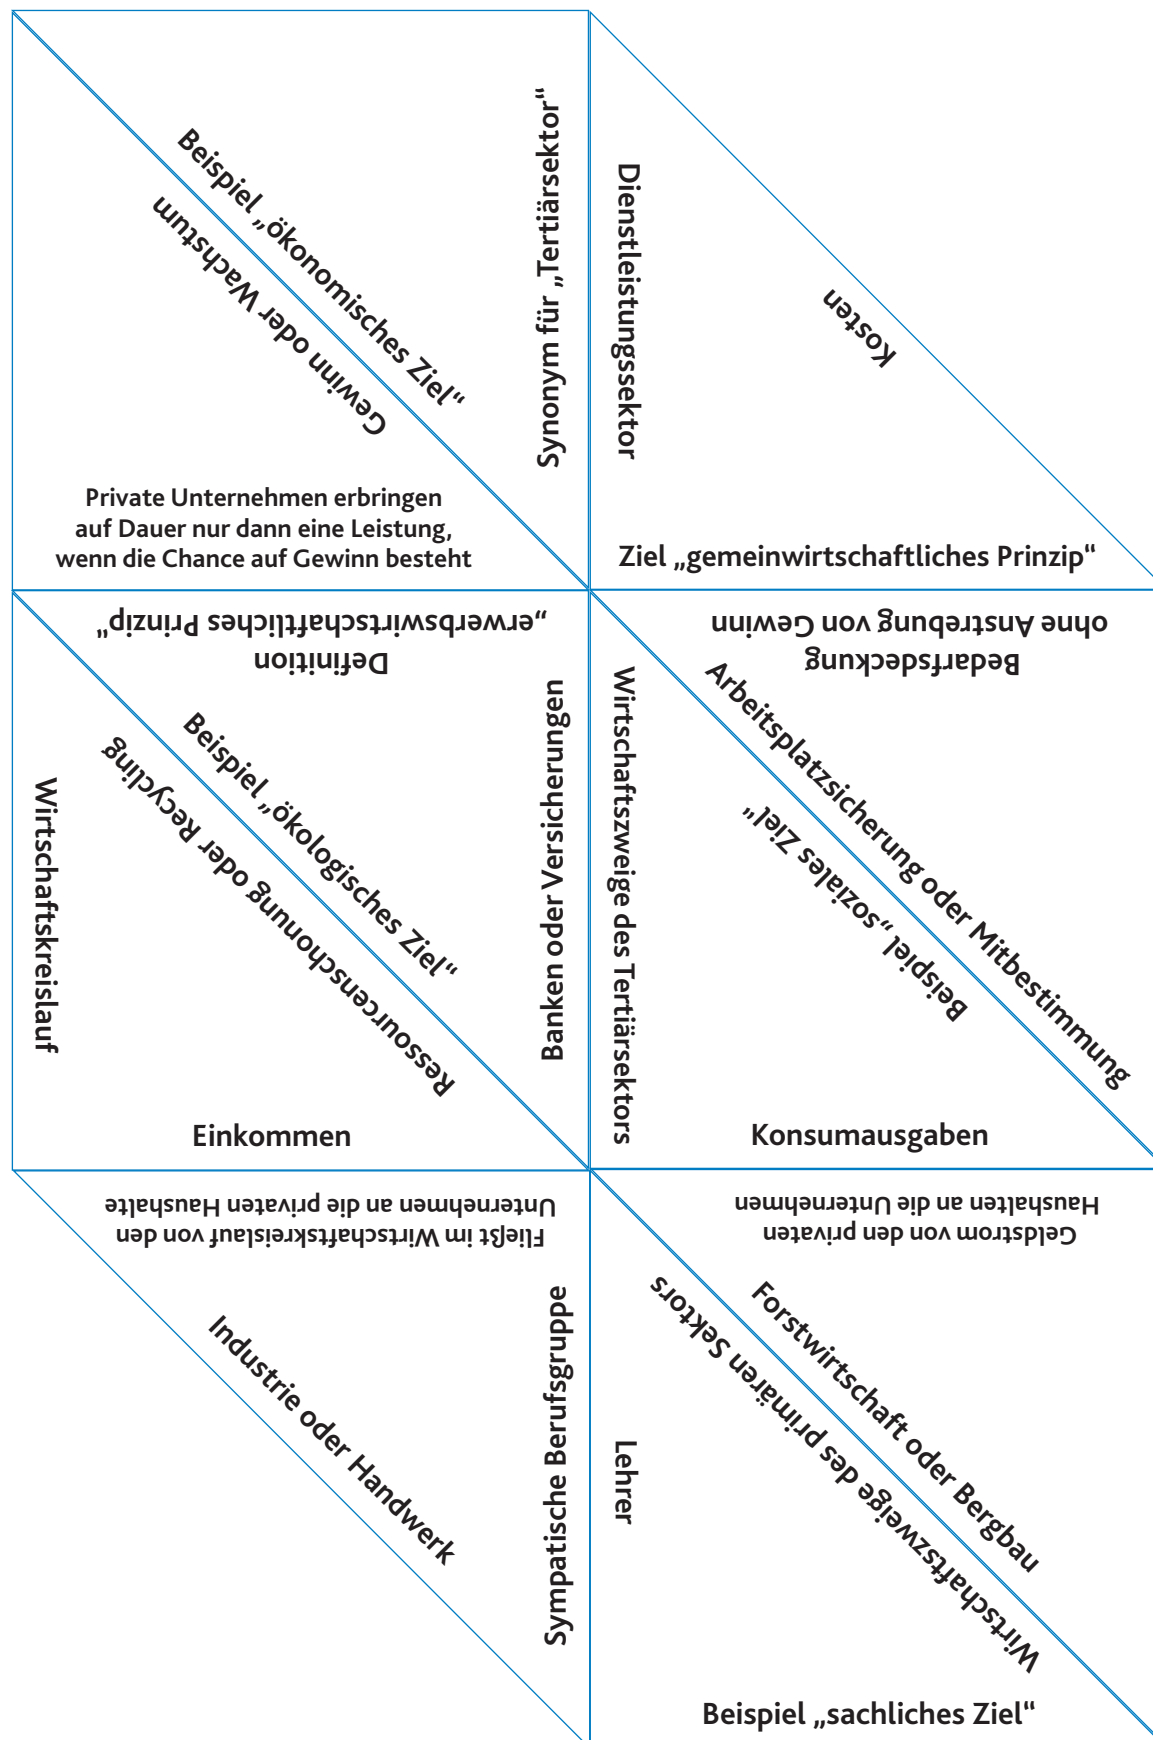 Beispiel „ökonomisches Ziel“
Gewinn oder Wachstum
Synonym für „Tertiärsektor“
Private Unternehmen erbringen
auf Dauer nur dann eine Leistung,
wenn die Chance auf Gewinn besteht
Dienstleistungssektor
Kosten
Ziel „gemeinwirtschaftliches Prinzip“
Definition
„erwerbswirtschaftliches Prinzip"
Beispiel „ökologisches Ziel“
Ressourcenschonung oder Recycling
Wirtschaftskreislauf
Banken oder Versicherungen
Einkommen
Bedarfsdeckung
ohne Anstrebung von Gewinn
Wirtschaftszweige des Tertiärsektors
Arbeitsplatzsicherung oder Mitbestimmung
Beispiel „soziales Ziel“
Konsumausgaben
Fließt im Wirtschaftskreislauf von den
Unternehmen an die privaten Haushalte
Sympatische Berufsgruppe
Industrie oder Handwerk
Geldstrom von den privaten
Haushalten an die Unternehmen
Forstwirtschaft oder Bergbau
Wirtschaftszweige des primären Sektors
Lehrer
Beispiel „sachliches Ziel“